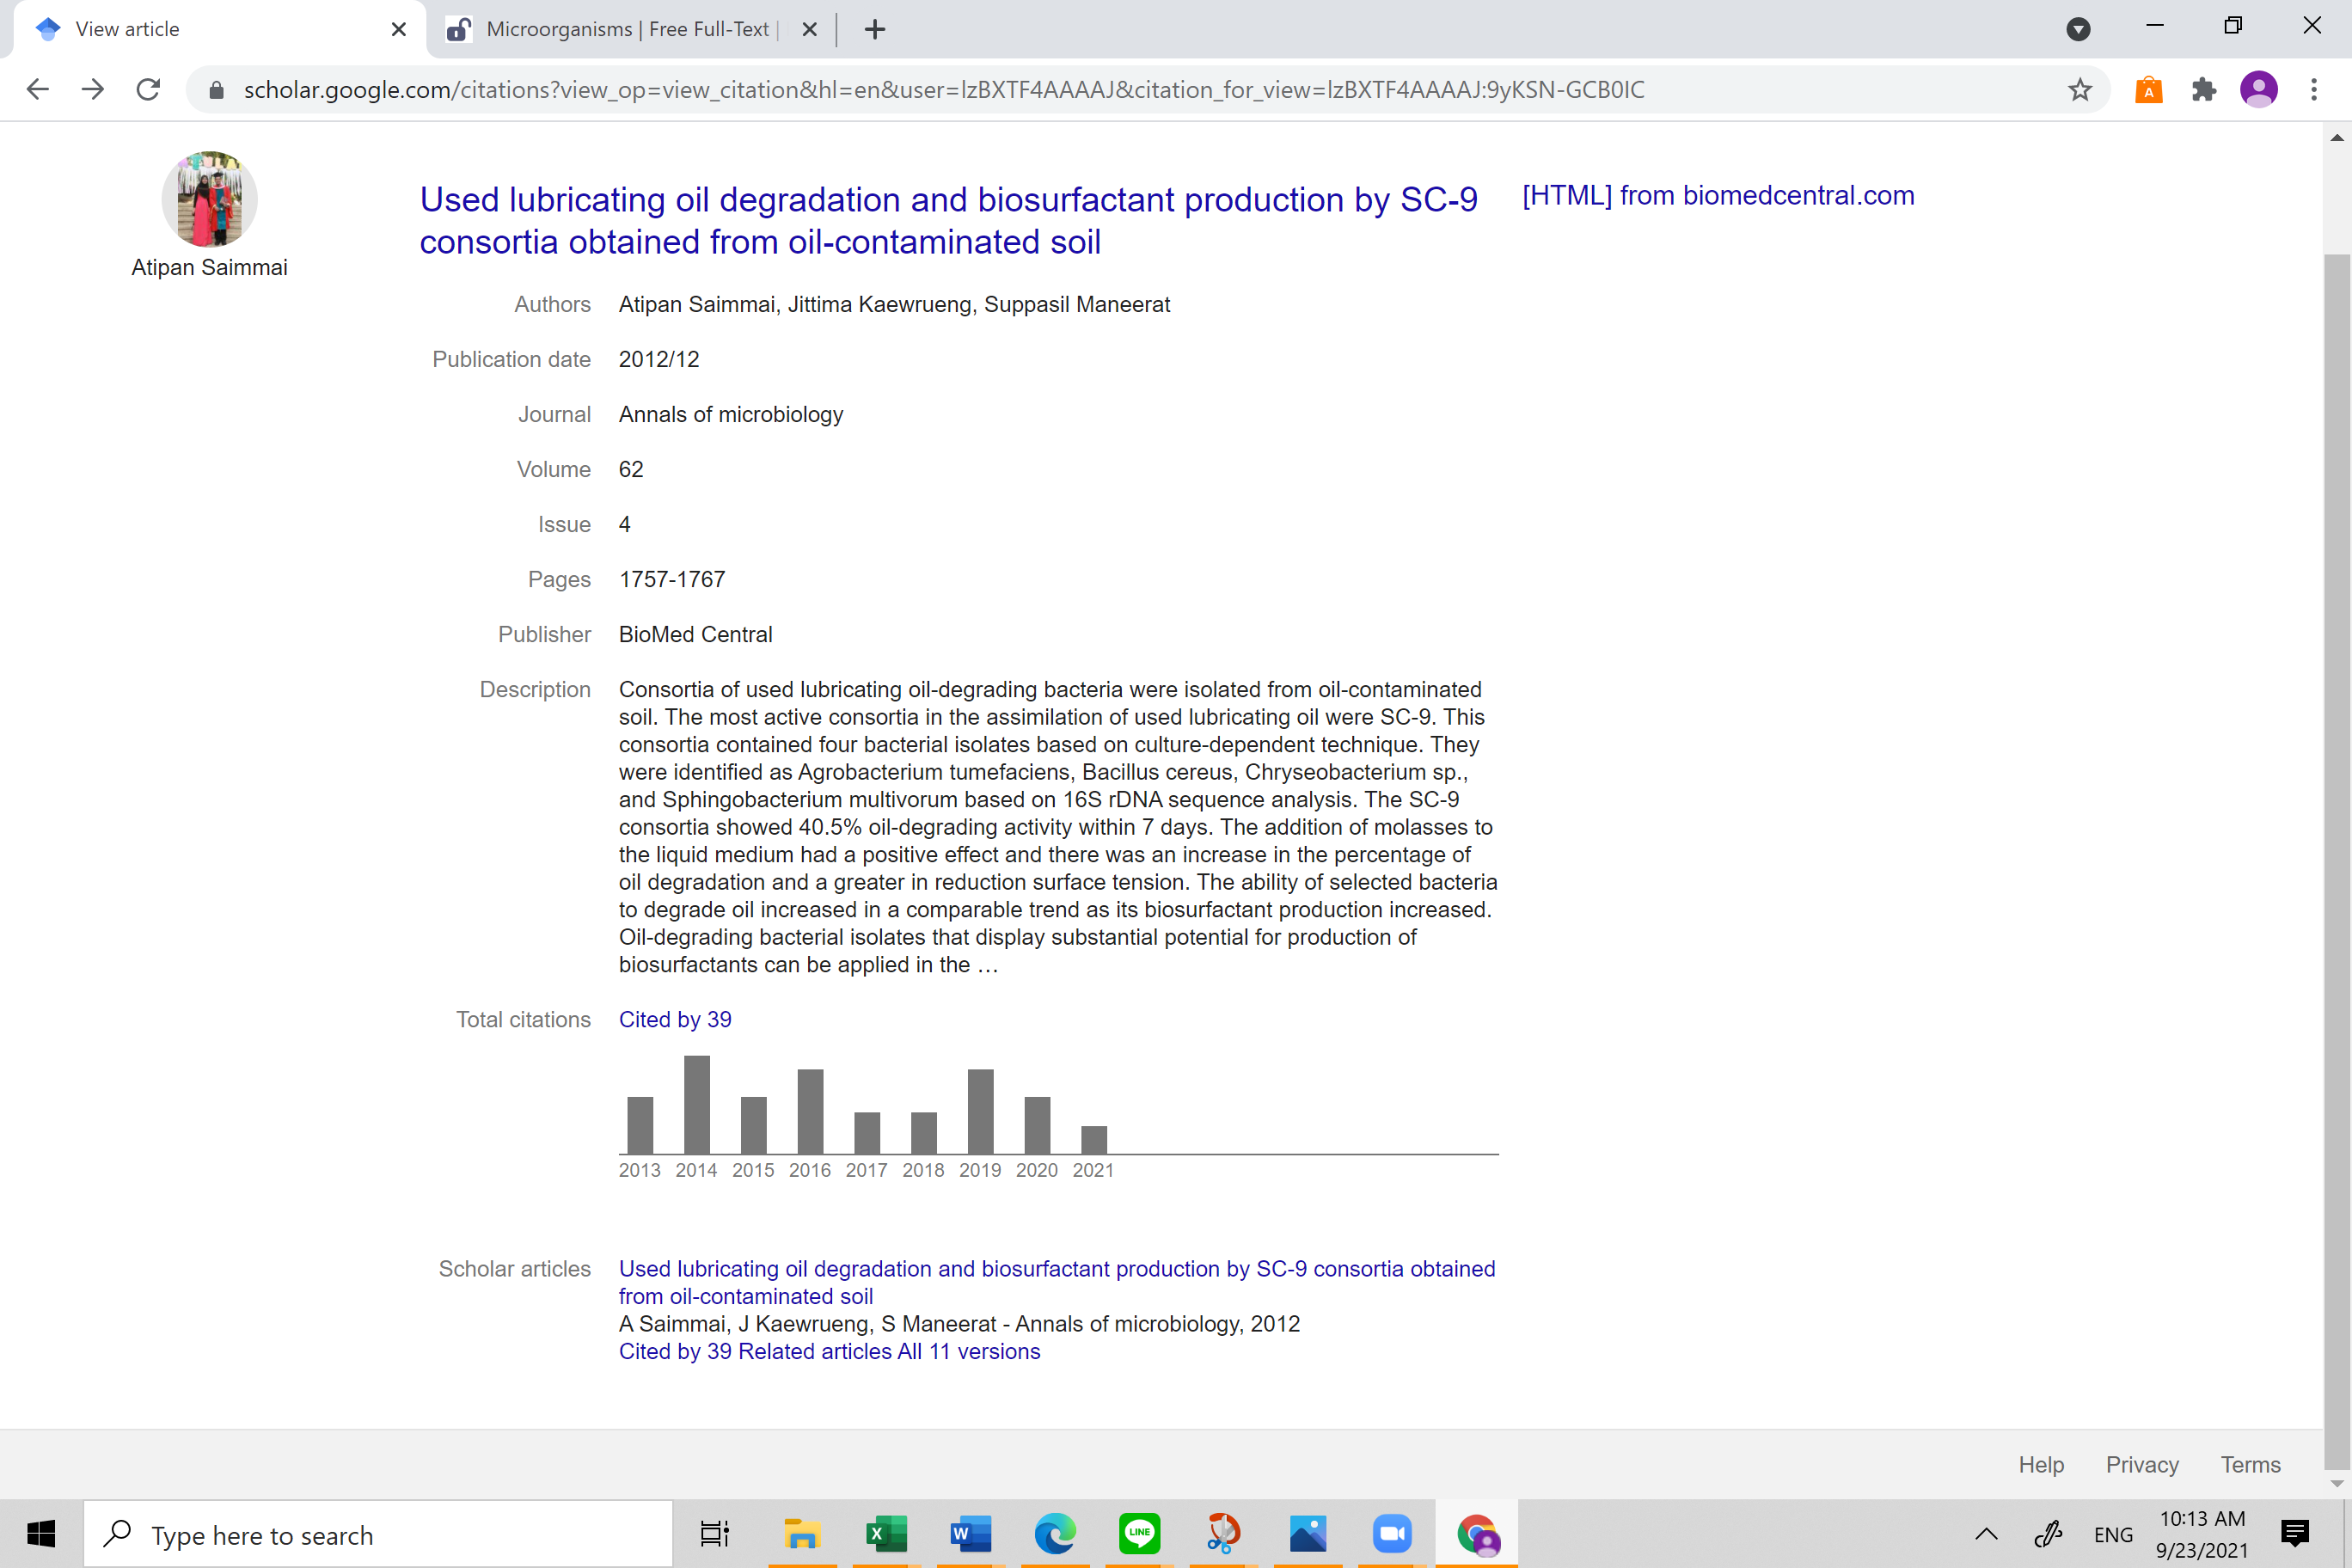 View article
Microorganisms | Free Full-Text |
scholar.google.com/citations?view_op=view_citation&hl=en&user=lzBXTF4AAAAJ&citation_for_view=lzBXTF4AAAAJ:9yKSN-GCB0IC
A
Atipan Saimmai
Used lubricating oil degradation and biosurfactant production by SC-9
consortia obtained from oil-contaminated soil
[HTML] from biomedcentral.com
Authors Atipan Saimmai, Jittima Kaewrueng, Suppasil Maneerat
Publication date 2012/12
Journal Annals of microbiology
Volume 62
Issue 4
Pages 1757-1767
Publisher BioMed Central
Description Consortia of used lubricating oil-degrading bacteria were isolated from oil-contaminated
soil. The most active consortia in the assimilation of used lubricating oil were SC-9. This
consortia contained four bacterial isolates based on culture-dependent technique. They
were identified as Agrobacterium tumefaciens, Bacillus cereus, Chryseobacterium sp.,
and Sphingobacterium multivorum based on 16S rDNA sequence analysis. The SC-9
consortia showed 40.5% oil-degrading activity within 7 days. The addition of molasses to
the liquid medium had a positive effect and there was an increase in the percentage of
oil degradation and a greater in reduction surface tension. The ability of selected bacteria
to degrade oil increased in a comparable trend as its biosurfactant production increased.
Oil-degrading bacterial isolates that display substantial potential for production of
biosurfactants can be applied in the …
Total citations Cited by 39
2013 2014 2015 2016 2017 2018 2019 2020 2021
Scholar articles Used lubricating oil degradation and biosurfactant production by SC-9 consortia obtained
from oil-contaminated soil
A Saimmai, J Kaewrueng, S Maneerat - Annals of microbiology, 2012
Cited by 39 Related articles All 11 versions
Help Privacy Terms
Type here to search
X
W
LINE
ENG
10:13 AM
9/23/2021